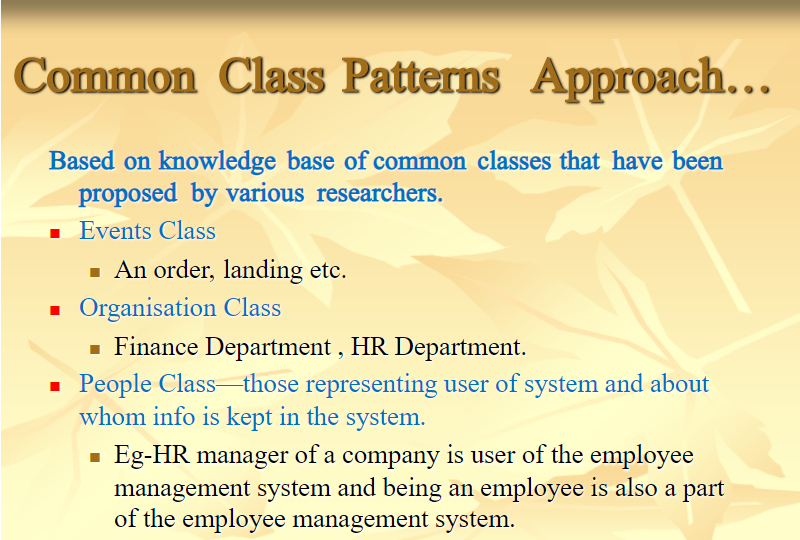 Common Class Patterns Approach...
Based on knowledge base of common classes that have been
proposed by various researchers.
Events Class
An order, landing etc.
Organisation Class
Finance Department , HR Department.
People Class—those representing user of system and about
whom info is kept in the system.
Eg-HR manager of a company is user of the employee
management system and being an employee is also a part
of the employee management system.